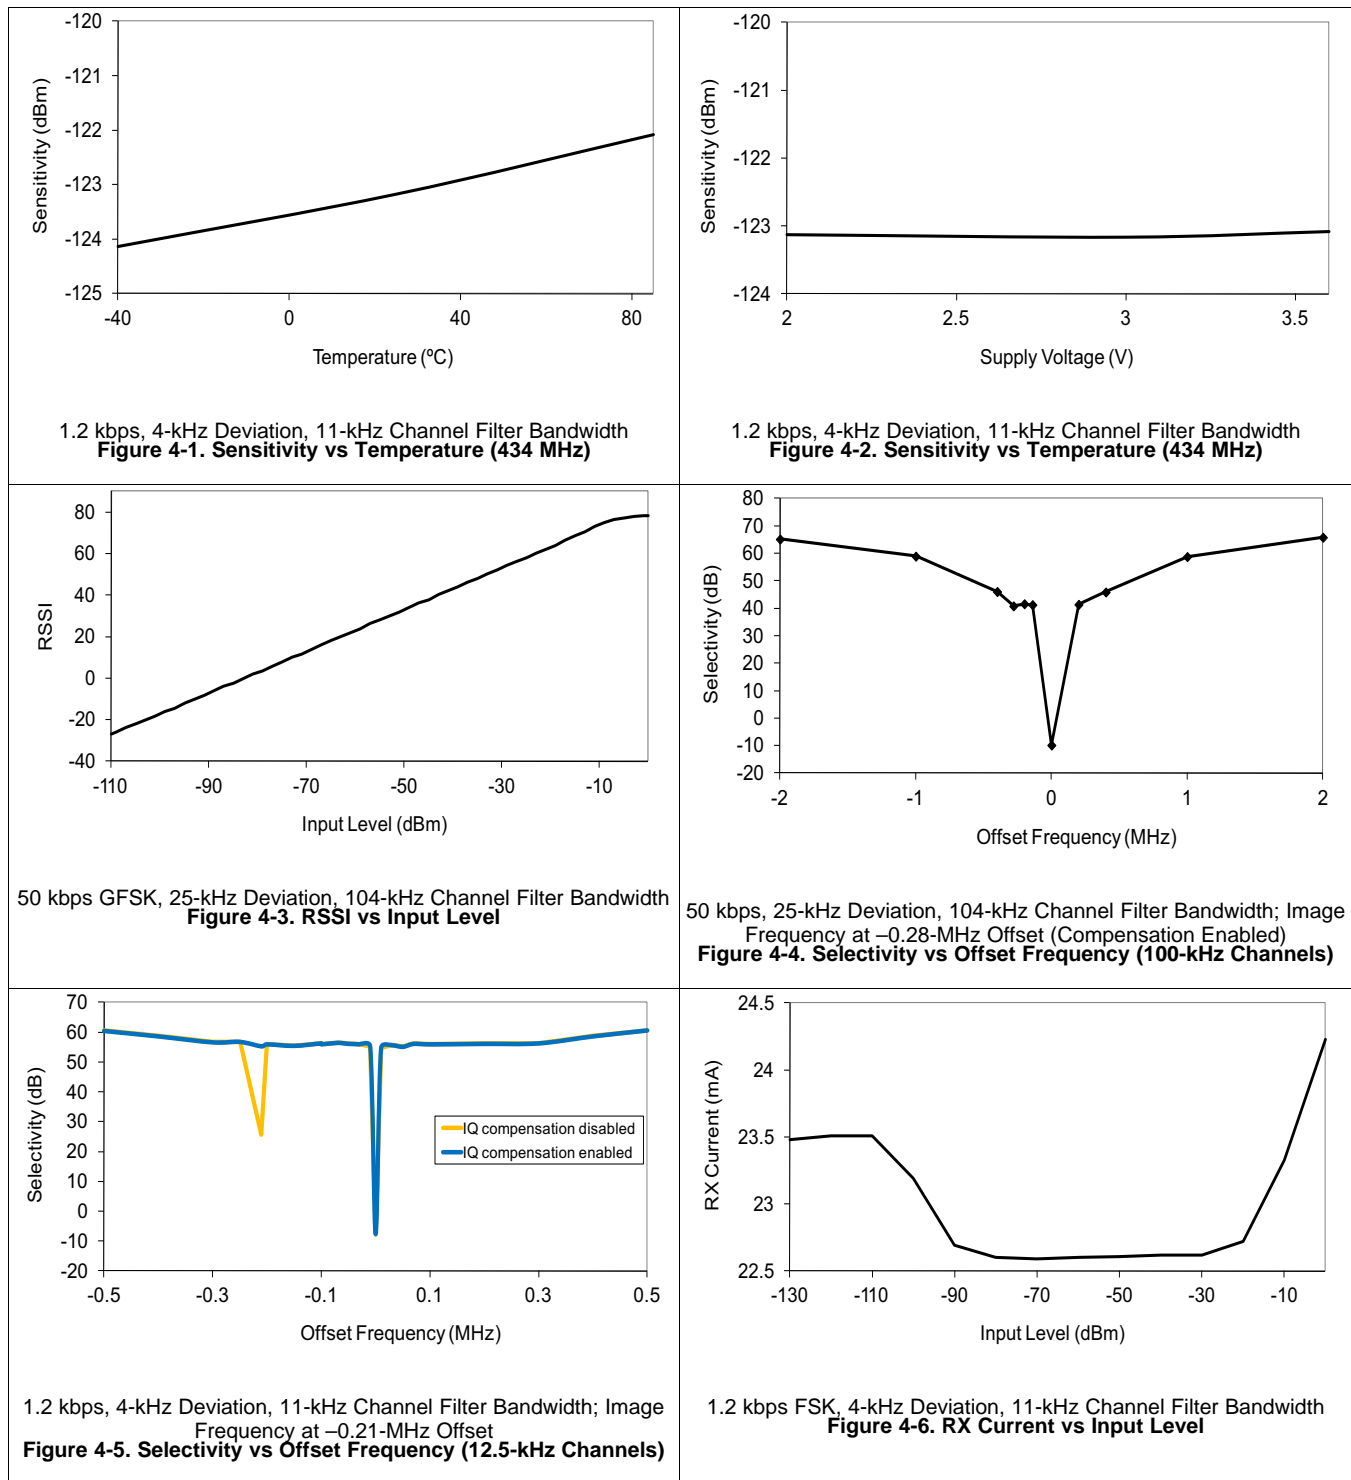 -120
-121
-122
-123
-124
-125
-40 0 40 80
Sensitivity (dBm)
Temperature (ºC)
1.2 kbps, 4-kHz Deviation, 11-kHz Channel Filter Bandwidth
Figure 4-1. Sensitivity vs Temperature (434 MHz)
-120
-121
-122
-123
-124
2 2.5 3 3.5
Sensitivity (dBm)
Supply Voltage (V)
1.2 kbps, 4-kHz Deviation, 11-kHz Channel Filter Bandwidth
Figure 4-2. Sensitivity vs Temperature (434 MHz)
80
60
40
20
0
-20
-40
-110 -90 -70 -50 -30 -10
RSSI
Input Level (dBm)
50 kbps GFSK, 25-kHz Deviation, 104-kHz Channel Filter Bandwidth
Figure 4-3. RSSI vs Input Level
80
70
60
50
40
30
20
10
0
-10
-20
-2 -1 0 1 2
Selectivity (dB)
Offset Frequency (MHz)
50 kbps, 25-kHz Deviation, 104-kHz Channel Filter Bandwidth; Image
Frequency at –0.28-MHz Offset (Compensation Enabled)
Figure 4-4. Selectivity vs Offset Frequency (100-kHz Channels)
70
60
50
40
30
20
10
0
-10
-20
-0.5 -0.3 -0.1 0.1 0.3 0.5
Selectivity (dB)
IQ compensation disabled
IQ compensation enabled
Offset Frequency (MHz)
1.2 kbps, 4-kHz Deviation, 11-kHz Channel Filter Bandwidth; Image
Frequency at –0.21-MHz Offset
Figure 4-5. Selectivity vs Offset Frequency (12.5-kHz Channels)
24.5
24
23.5
23
22.5
-130 -110 -90 -70 -50 -30 -10
RX Current (mA)
Input Level (dBm)
1.2 kbps FSK, 4-kHz Deviation, 11-kHz Channel Filter Bandwidth
Figure 4-6. RX Current vs Input Level